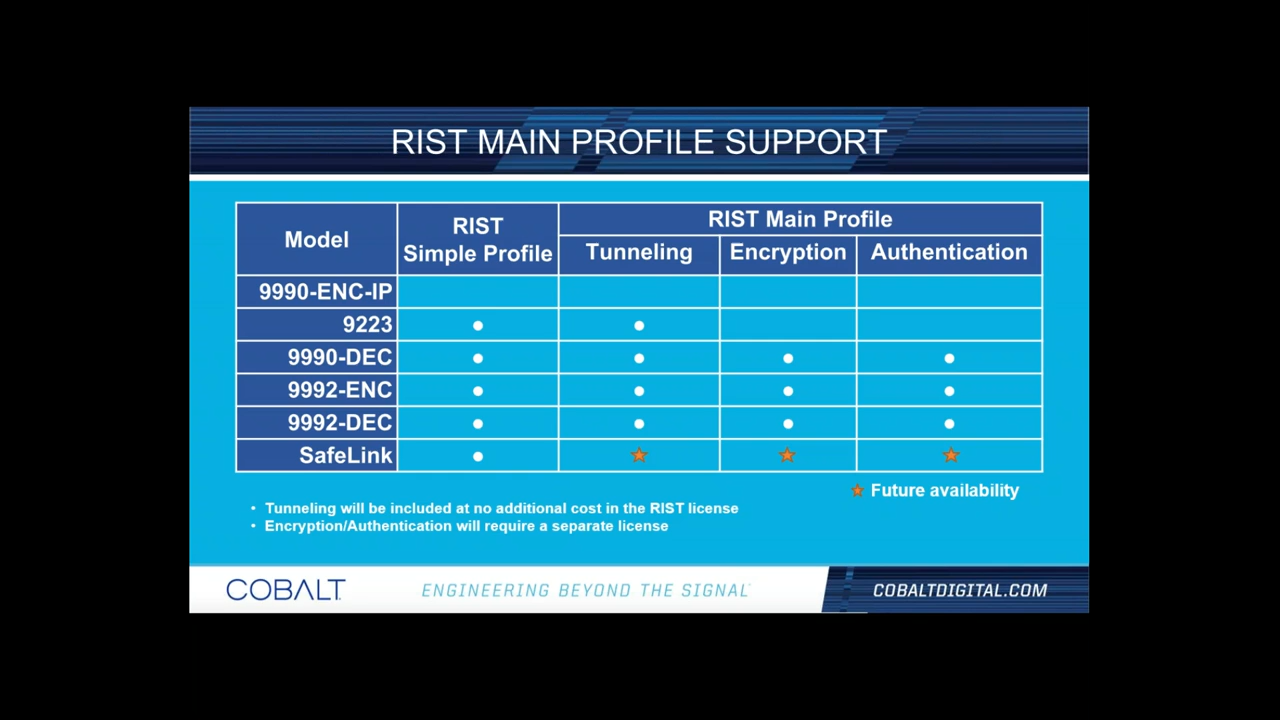 RIST MAIN PROFILE SUPPORT
Model
RIST
Simple Profile
RIST Main Profile
Tunneling
Encryption
Authentication
9990-ENC-IP
9223 • •
9990-DEC • • • •
9992-ENC • • • •
9992-DEC • • • •
SafeLink • ★ ★ ★
★ Future availability
• Tunneling will be included at no additional cost in the RIST license
• Encryption/Authentication will require a separate license
COBALT
ENGINEERING BEYOND THE SIGNAL
COBALTDIGITAL.COM